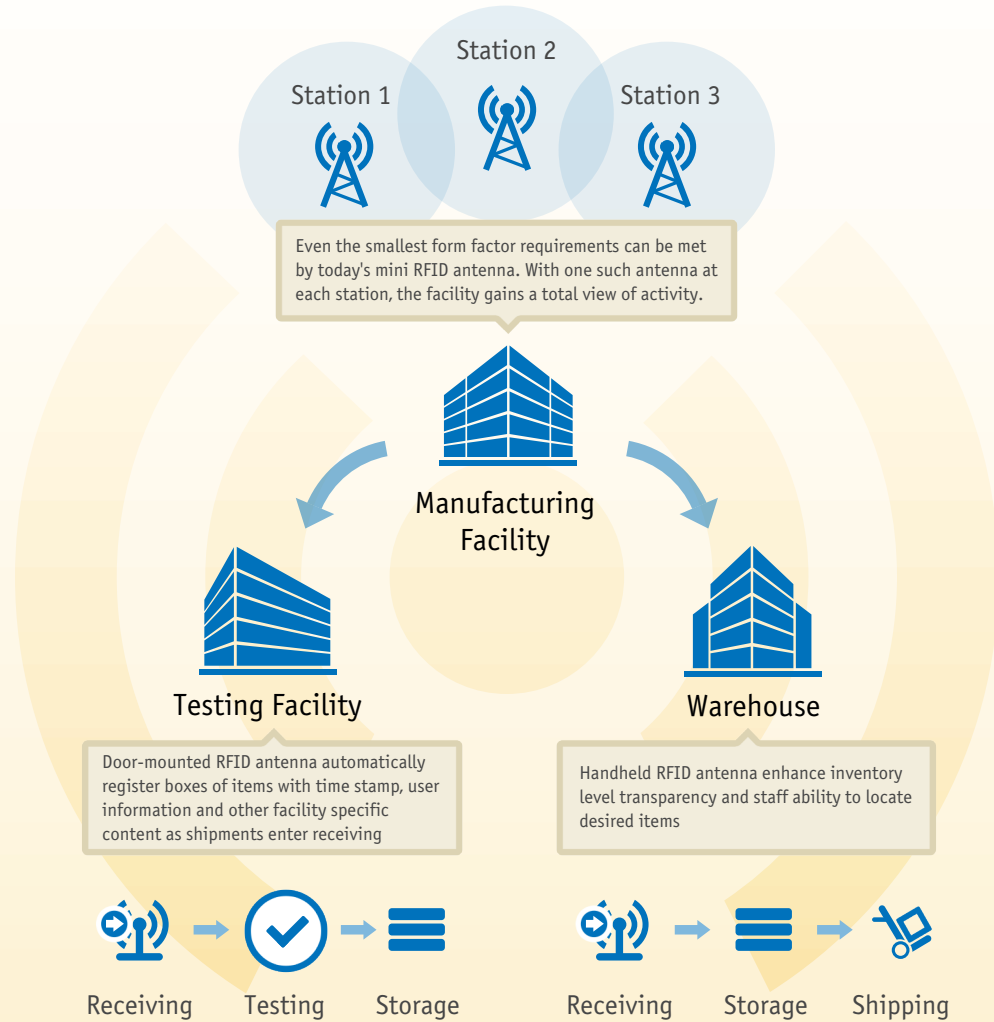 Station 2
Station 1
Station 3
Even the smallest form factor requirements can be met
by today's mini RFID antenna. With one such antenna at
each station, the facility gains a total view of activity.
Manufacturing
Facility
Testing Facility
Door-mounted RFID antenna automatically
register boxes of items with time stamp, user
information and other facility specific
content as shipments enter receiving
Warehouse
Handheld RFID antenna enhance inventory
level transparency and staff ability to locate
desired items
Receiving
Testing
Storage
Receiving
Storage
Shipping